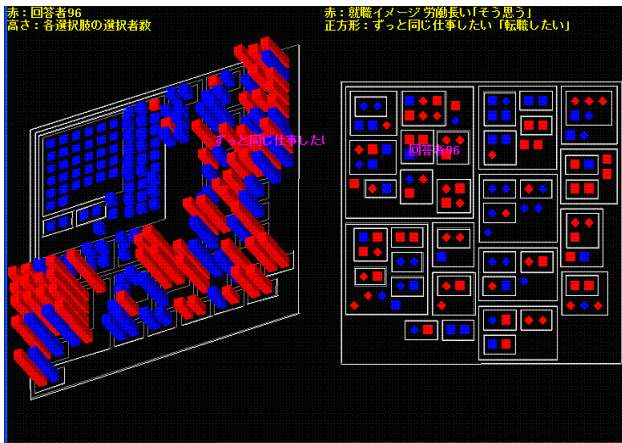 赤：回答者96
高さ：各選択肢の選択者数
赤：就職イメージ 労働長い「そう思う」
正方形：ずっと同じ仕事したい「転職したい」
ずっと同じ仕事したい
回答者96